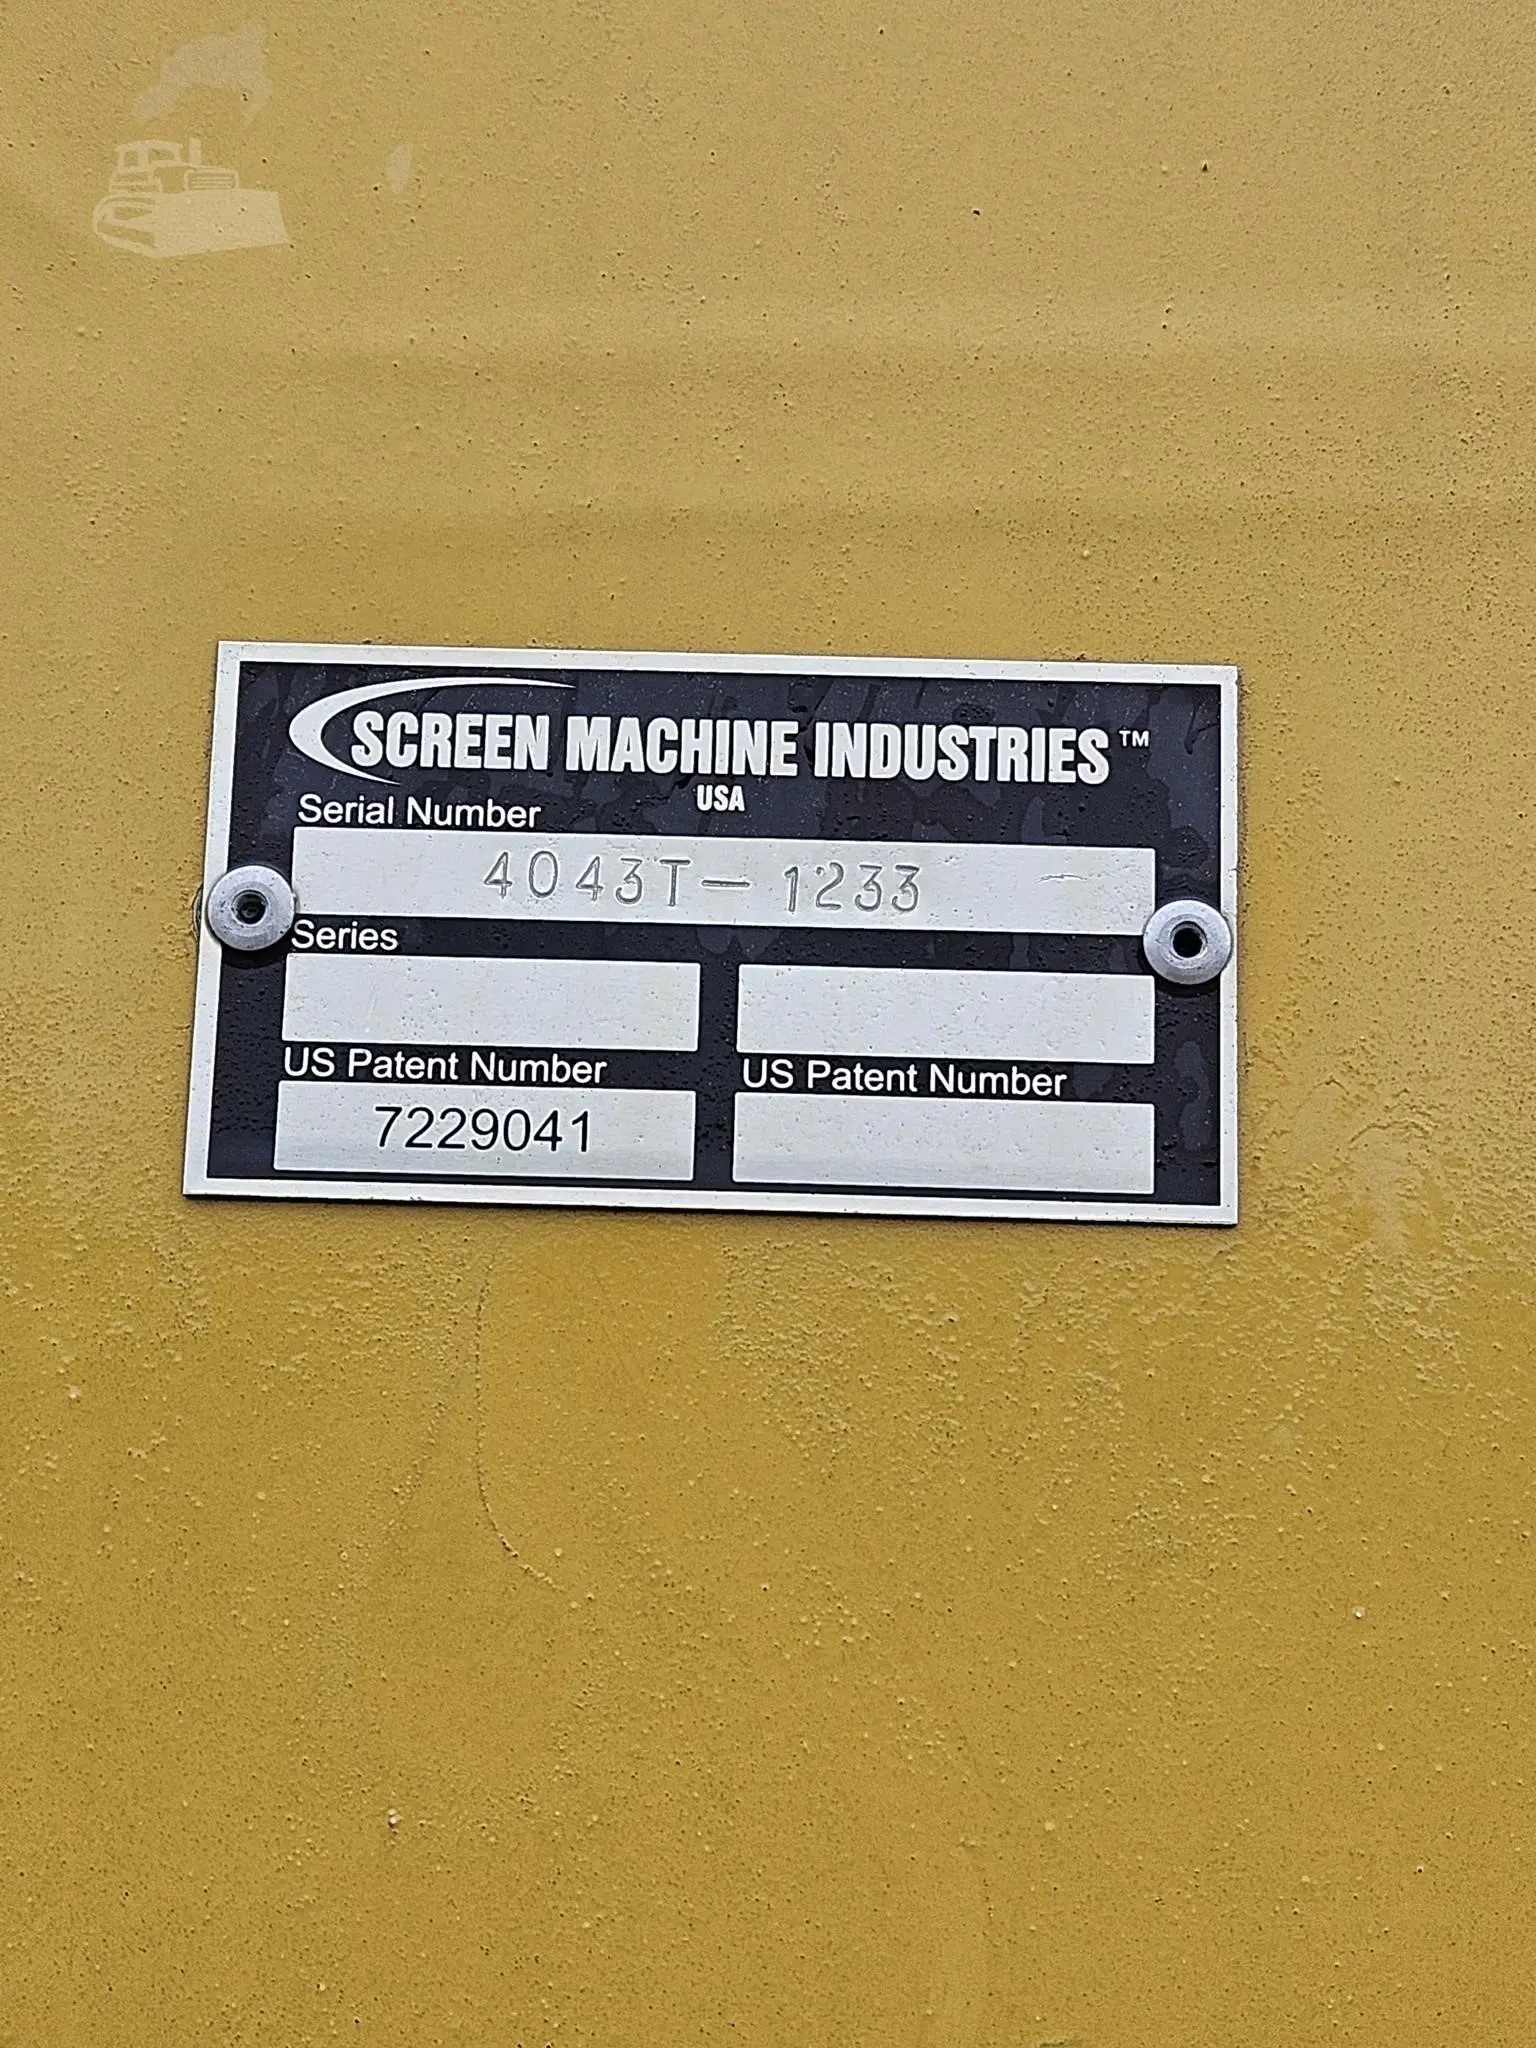 SCREEN MACHINE INDUSTRIES™
USA
Serial Number
4043T-1233
Series
US Patent Number
US Patent Number
7229041